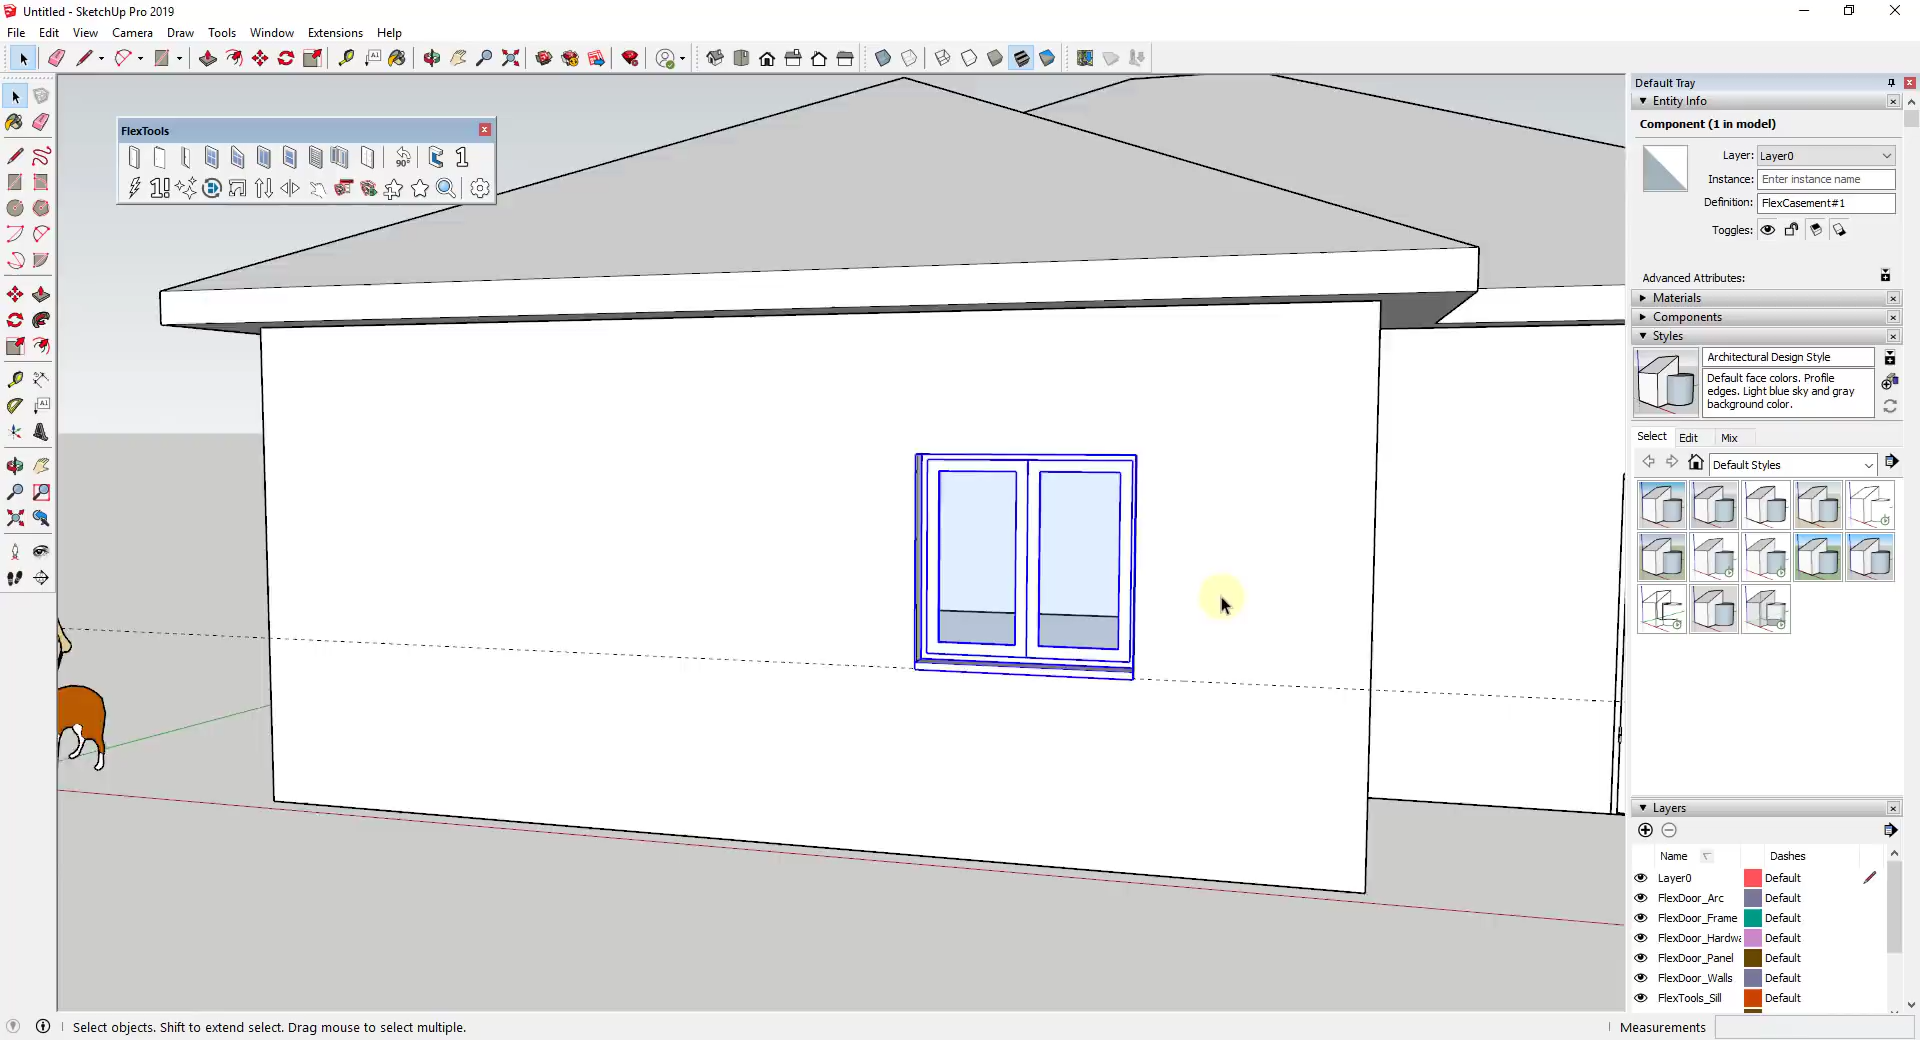 Untitled - SketchUp Pro 2019
File Edit View Camera Draw Tools Window Extensions Help
FlexTools
90°
1
1!
Default Tray
Entity Info
Component (1 in model)
Layer: Layer0
Instance: Enter instance name
Definition: FlexCasement#1
Toggles:
Advanced Attributes:
Materials
Components
Styles
Architectural Design Style
Default face colors. Profile
edges. Light blue sky and gray
background color.
Select Edit Mix
Default Styles
Layers
Name Dashes
Layer0 Default
FlexDoor_Arc Default
FlexDoor_Frame Default
FlexDoor_Hardwa Default
FlexDoor_Panel Default
FlexDoor_Walls Default
FlexTools_Sill Default
Select objects. Shift to extend select. Drag mouse to select multiple.
Measurements